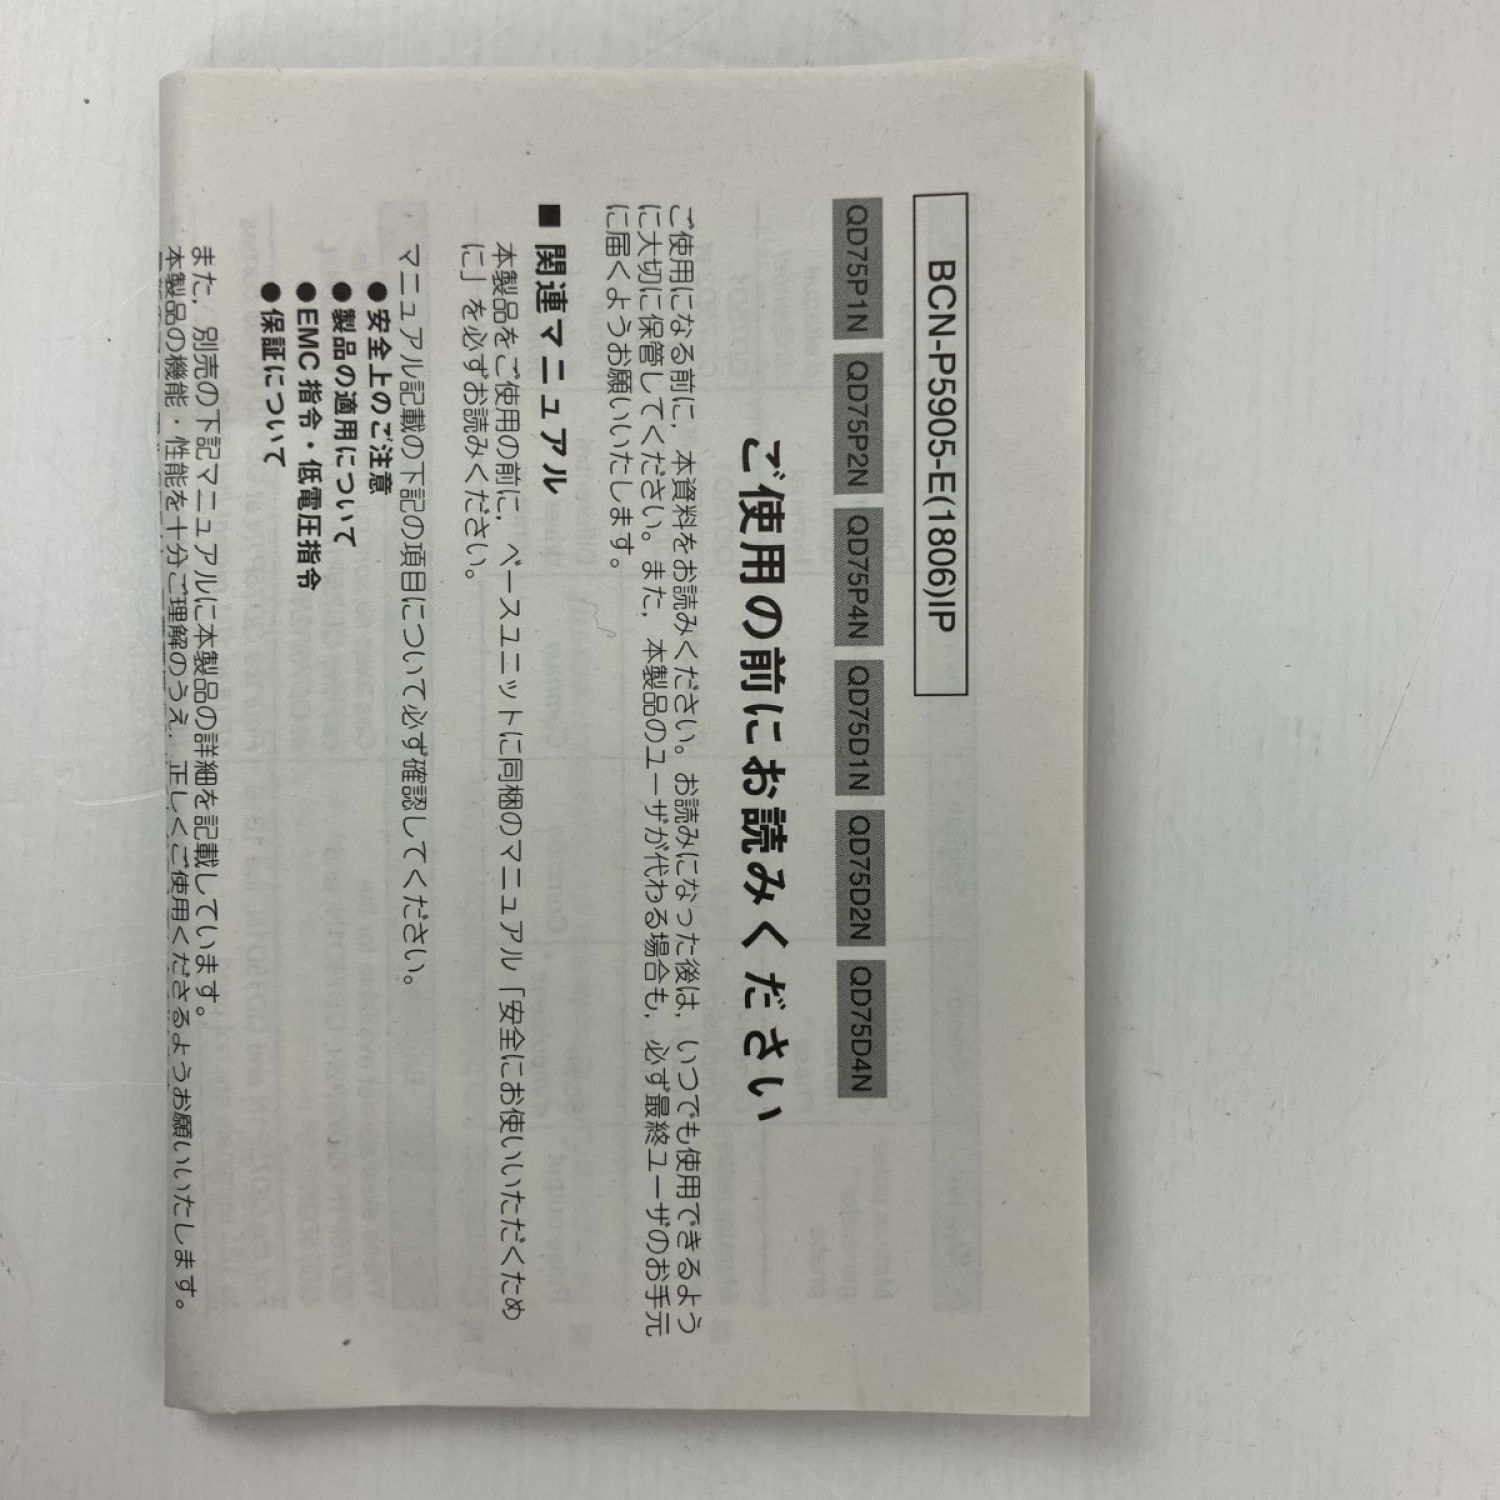 BCN-P5905-E(1806)IP
QD75P1N QD75P2N QD75P4N QD75D1N QD75D2N QD75D4N
ご使用の前にお読みください
ご使用になる前に，本資料をお読みください。お読みになった後は，いつでも使用できるよう
に大切に保管してください。また，本製品のユーザが代わる場合も，必ず最終ユーザのお手元
に届くようお願いいたします。
■ 関連マニュアル
本製品をご使用の前に，ベースユニットに同梱のマニュアル「安全にお使いいただくため
に」を必ずお読みください。
マニュアル記載の下記の項目について必ず確認してください。
●安全上のご注意
●製品の適用について
●EMC指令・低電圧指令
●保証について
また，別売の下記マニュアルに本製品の詳細を記載しています。
本製品の機能・性能を十分ご理解のうえ，正しくご使用くださるようお願いいたします。